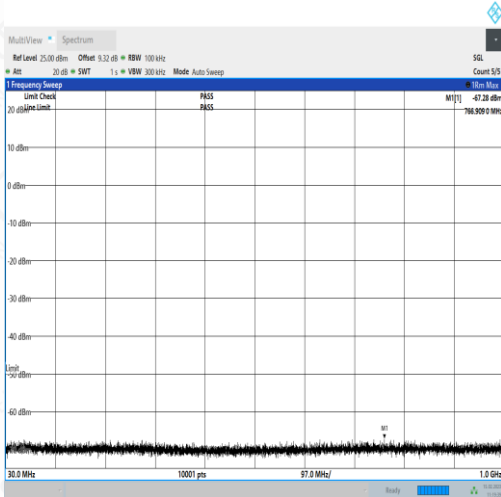 MultiView Spectrum
Ref Level 25.00 dBm Offset 9.32 dB RBW 100 kHz SGL
Att 20 dB SWT 1 s VBW 300 kHz Mode Auto Sweep Count 5/5
1 Frequency Sweep 1Rm Max
Limit Check PASS M1[1] -67.28 dBm
Line Limit PASS 766.9090 MHz
20 dBm
10 dBm
0 dBm
-10 dBm
-20 dBm
-30 dBm
-40 dBm
Limit
-50 dBm
-60 dBm
M1
30.0 MHz 10001 pts 97.0 MHz/ 1.0 GHz
Ready